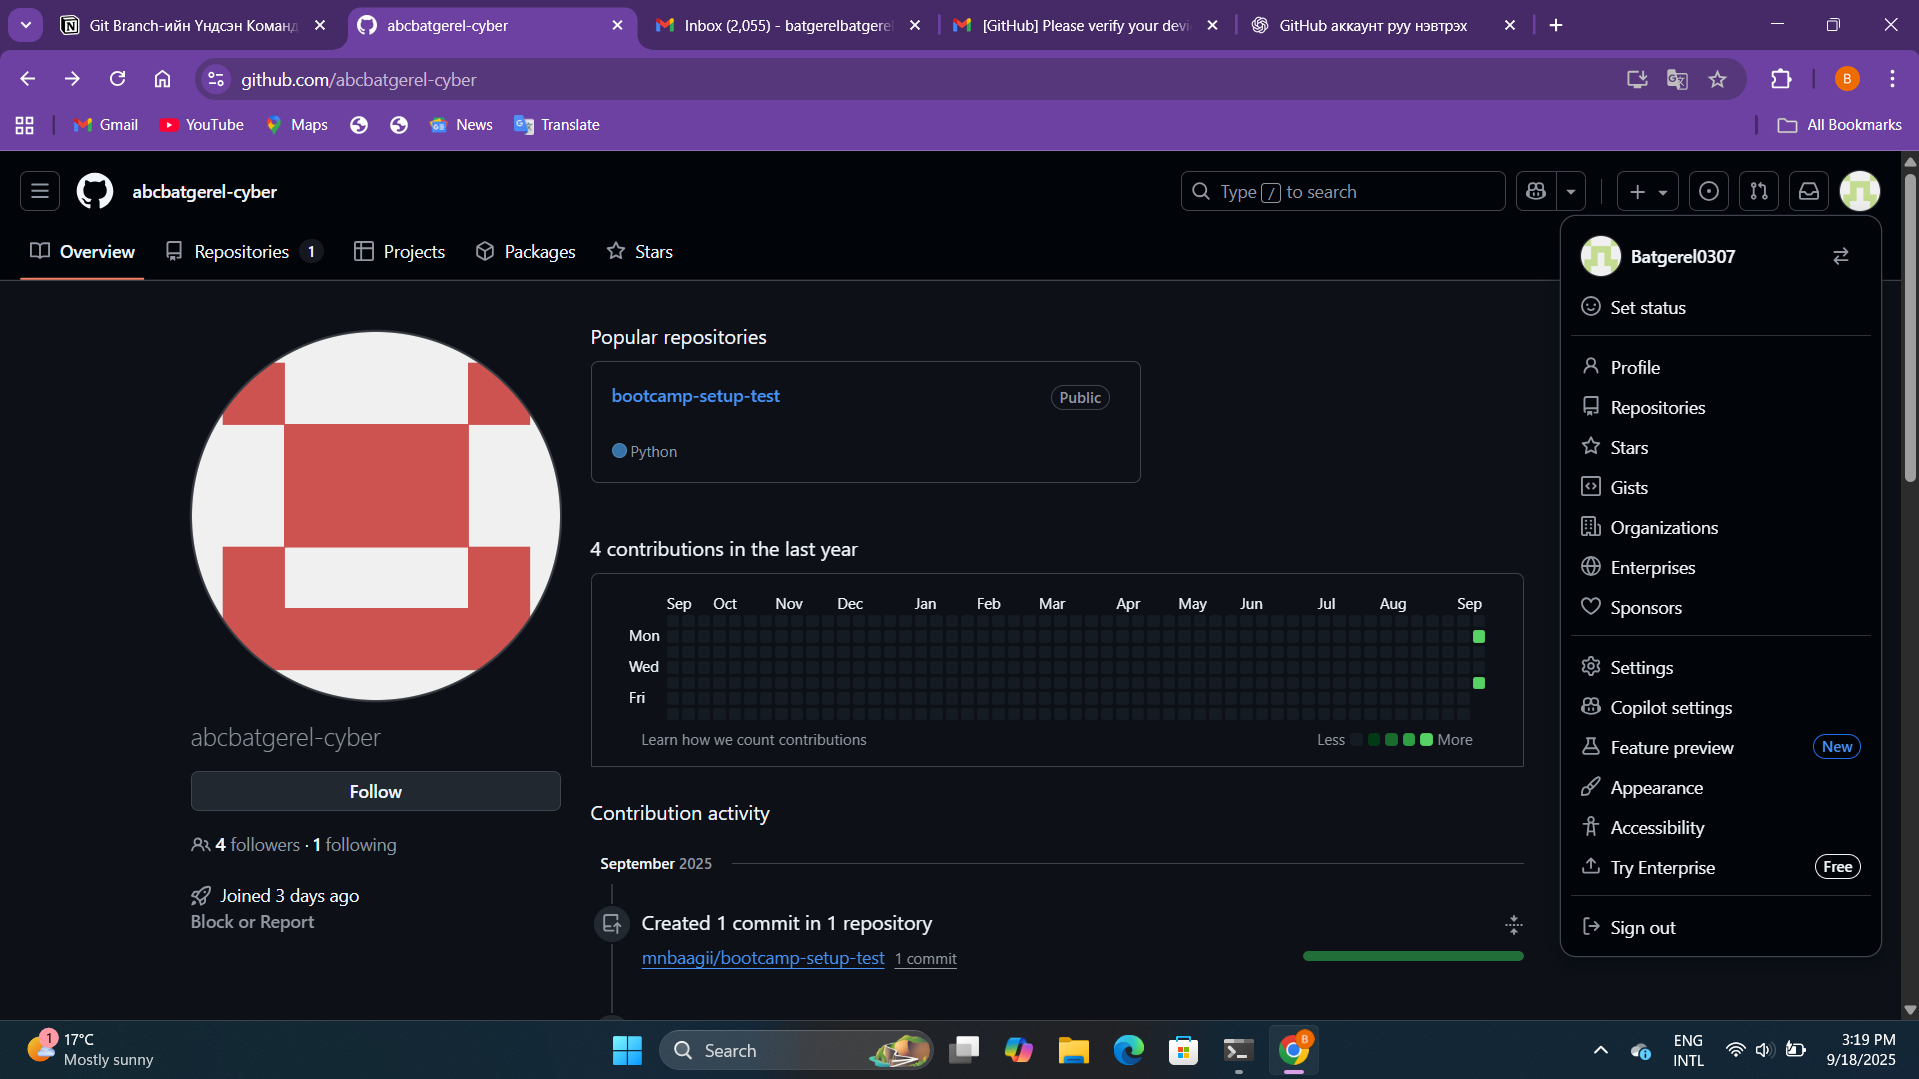 Git Branch-ийн Үндсэн Команд
abcbatgerel-cyber
Inbox (2,055) - batgerelbatgerel
[GitHub] Please verify your devi
GitHub аккаунт руу нэвтрэх
github.com/abcbatgerel-cyber
B
Gmail
YouTube
Maps
News
Translate
All Bookmarks
abcbatgerel-cyber
Type / to search
Overview
Repositories 1
Projects
Packages
Stars
Batgerel0307
Set status
Profile
Repositories
Stars
Gists
Organizations
Enterprises
Sponsors
Settings
Copilot settings
Feature preview New
Appearance
Accessibility
Try Enterprise Free
Sign out
abcbatgerel-cyber
Follow
4 followers · 1 following
Joined 3 days ago
Block or Report
Popular repositories
bootcamp-setup-test Public
Python
4 contributions in the last year
Sep Oct Nov Dec Jan Feb Mar Apr May Jun Jul Aug Sep
Mon
Wed
Fri
Learn how we count contributions
Less More
Contribution activity
September 2025
Created 1 commit in 1 repository
mnbaagii/bootcamp-setup-test 1 commit
1
17°C
Mostly sunny
Search
B
ENG
INTL
3:19 PM
9/18/2025